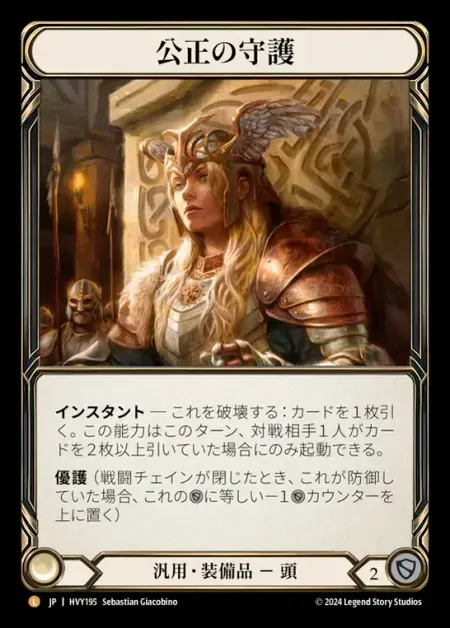 公正の守護
インスタント ― これを破壊する：カードを１枚引
く。この能力はこのターン、対戦相手１人がカー
ドを２枚以上引いていた場合にのみ起動できる。
優護（戦闘チェインが閉じたとき、これが防御し
ていた場合、これのに等しい－1カウンターを
上に置く）
汎用・装備品 － 頭
2
L JP | HVY195 Sebastian Giacobino
© 2024 Legend Story Studios